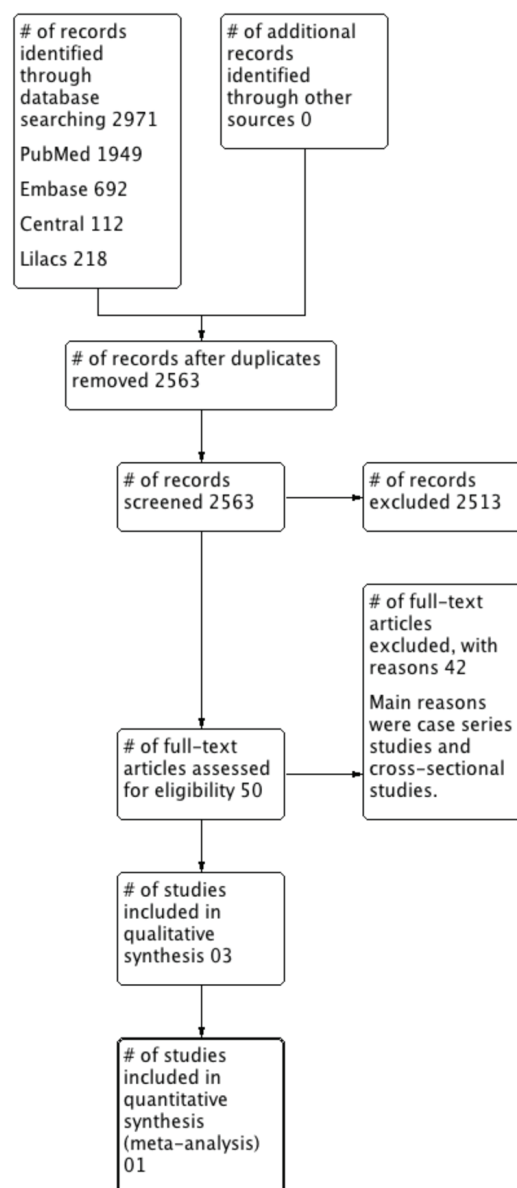 # of records
identified
through
database
searching 2971
PubMed 1949
Embase 692
Central 112
Lilacs 218
# of additional
records
identified
through other
sources 0
# of records after duplicates
removed 2563
# of records
screened 2563
# of records
excluded 2513
# of full-text
articles
excluded, with
reasons 42
Main reasons
were case series
studies and
cross-sectional
studies.
# of full-text
articles assessed
for eligibility 50
# of studies
included in
qualitative
synthesis 03
# of studies
included in
quantitative
synthesis
(meta-analysis)
01